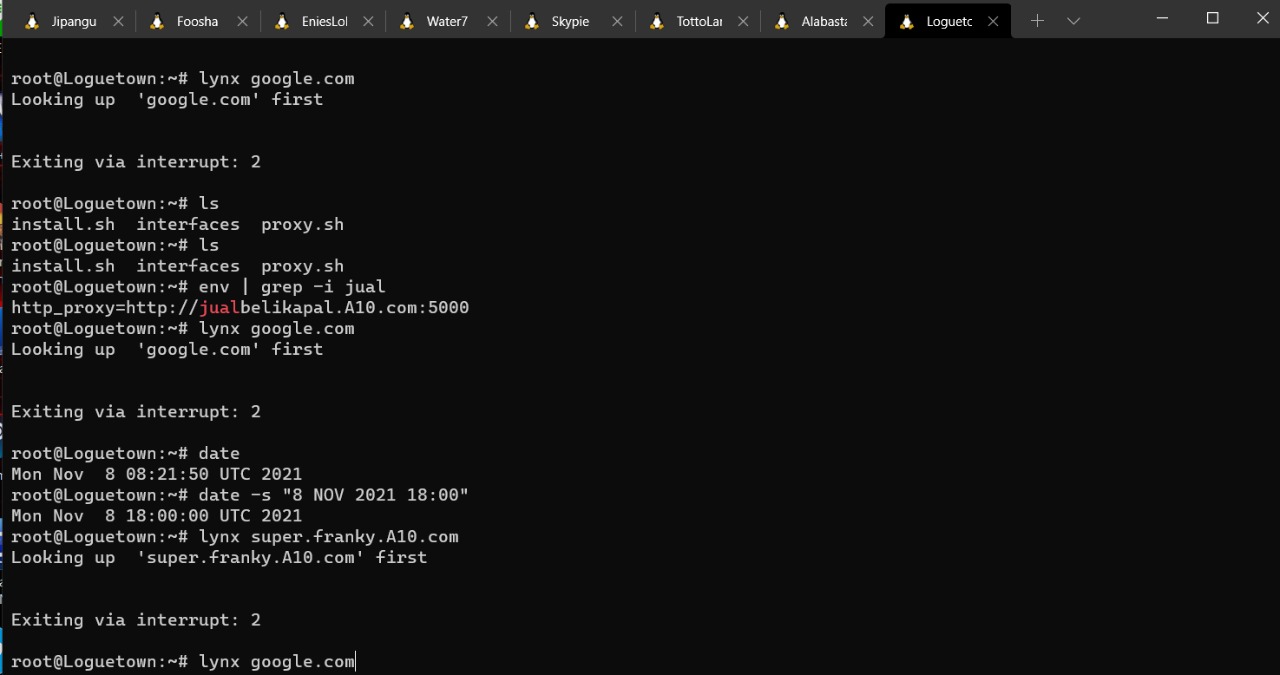 Jipangu
Foosha
EniesLol
Water7
Skypie
TottoLar
Alabasta
Loguetc
root@Loguetown:~# lynx google.com
Looking up  'google.com' first
Exiting via interrupt: 2
root@Loguetown:~# ls
install.sh  interfaces  proxy.sh
root@Loguetown:~# ls
install.sh  interfaces  proxy.sh
root@Loguetown:~# env | grep -i jual
http_proxy=http://jualbelikapal.A10.com:5000
root@Loguetown:~# lynx google.com
Looking up  'google.com' first
Exiting via interrupt: 2
root@Loguetown:~# date
Mon Nov  8 08:21:50 UTC 2021
root@Loguetown:~# date -s "8 NOV 2021 18:00"
Mon Nov  8 18:00:00 UTC 2021
root@Loguetown:~# lynx super.franky.A10.com
Looking up  'super.franky.A10.com' first
Exiting via interrupt: 2
root@Loguetown:~# lynx google.com